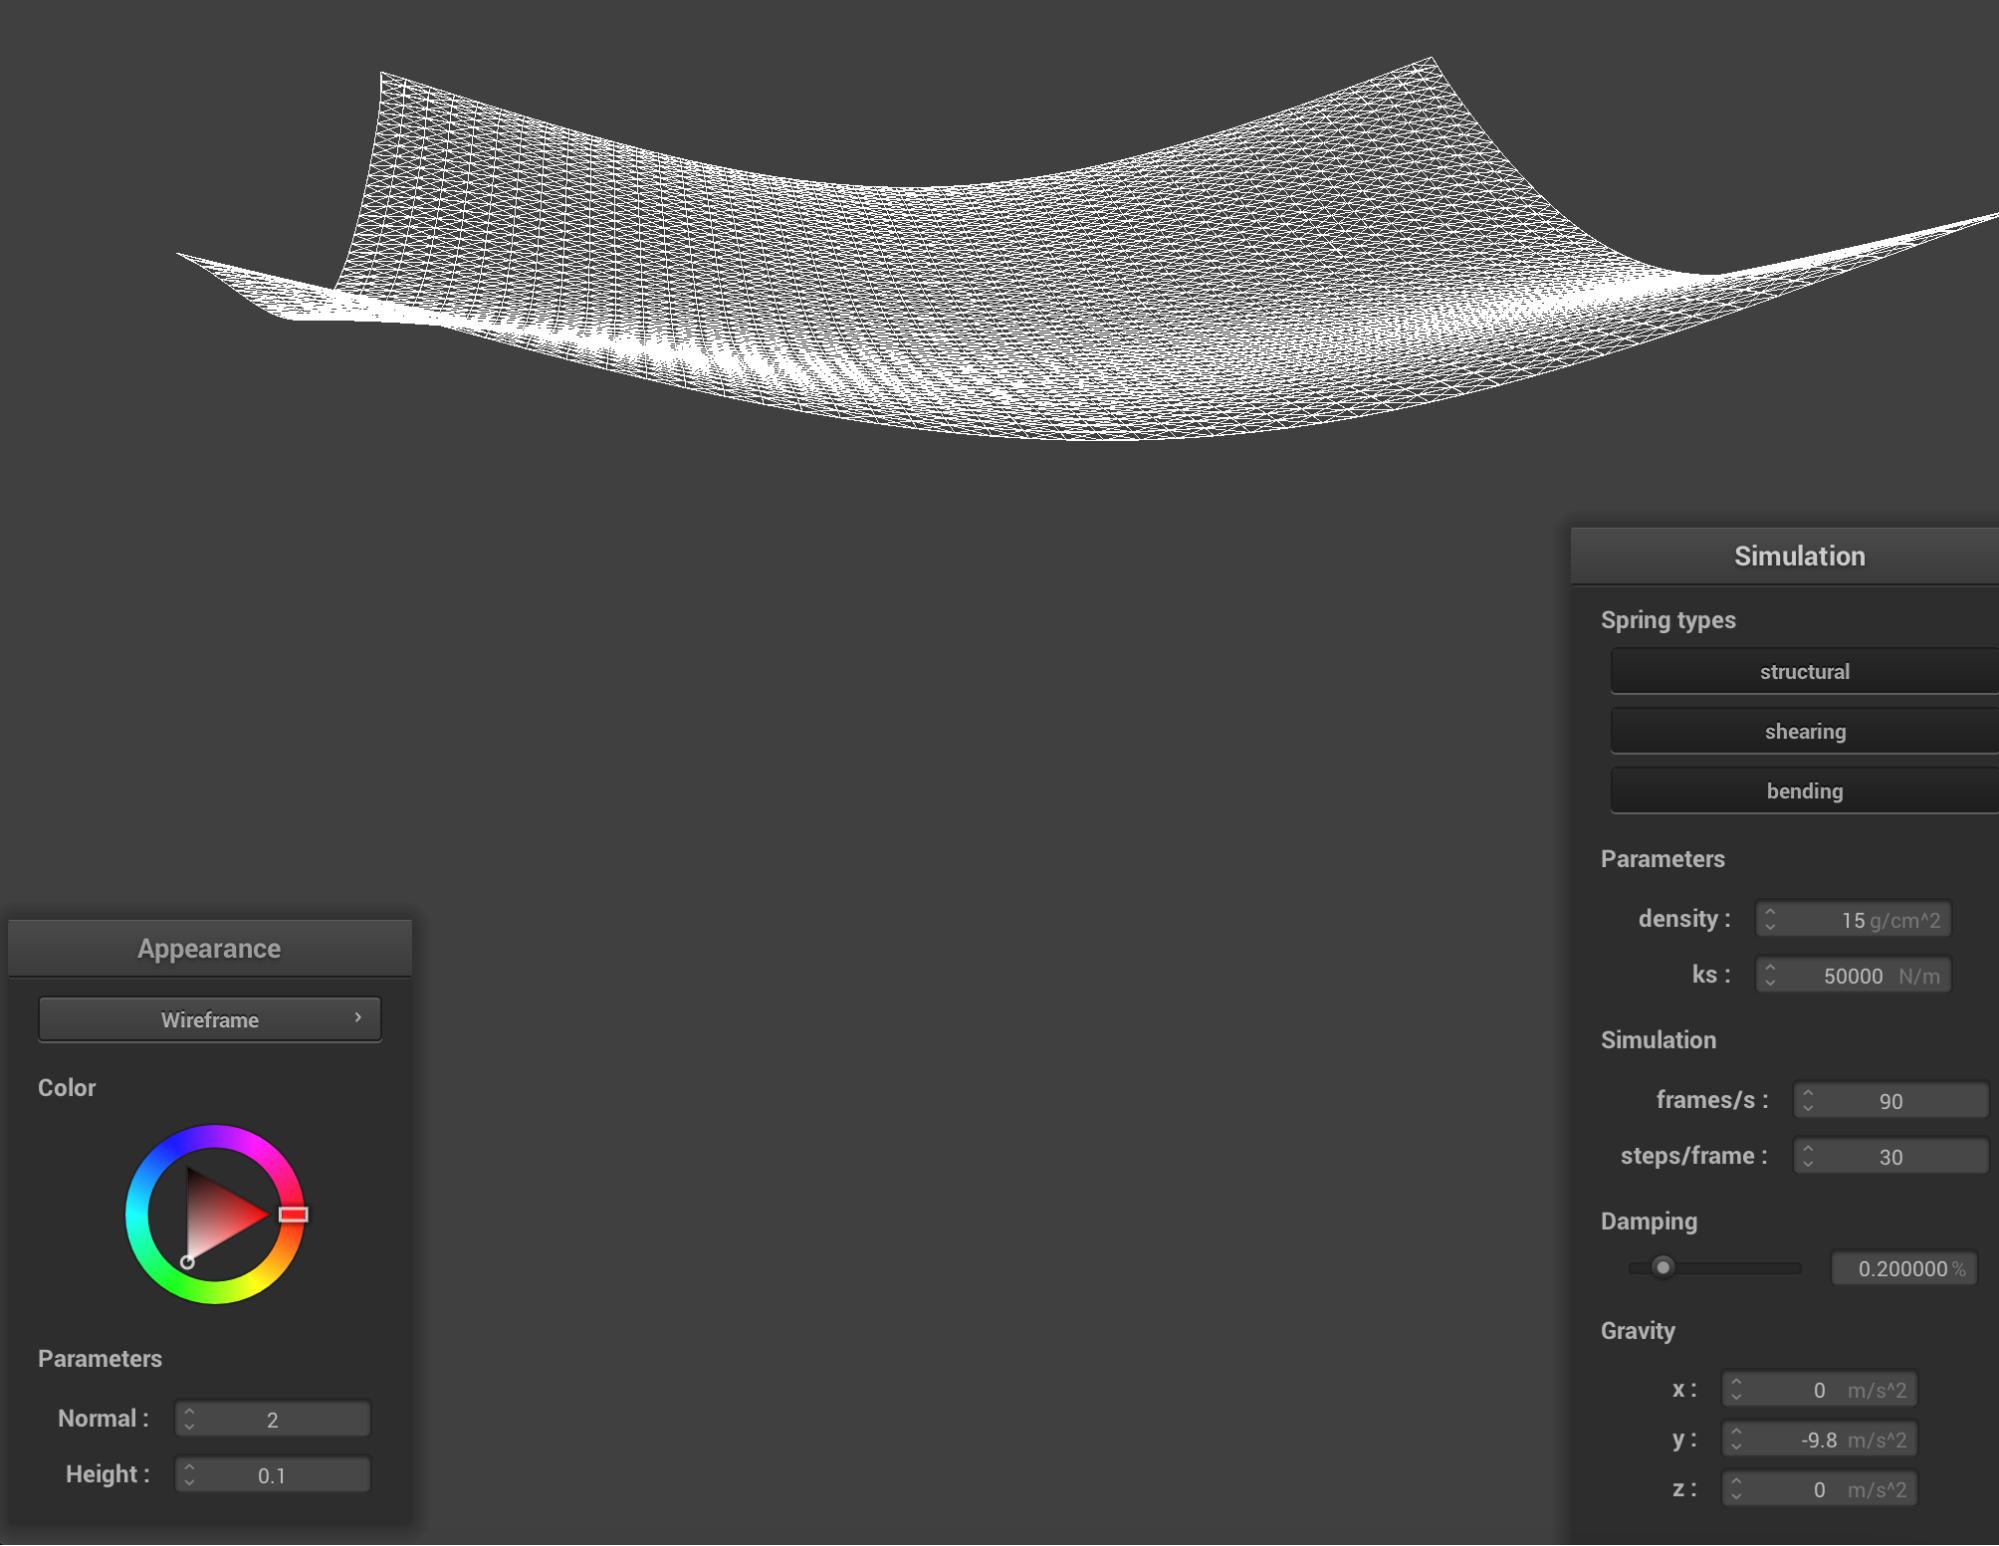 Simulation
Spring types
structural
shearing
bending
Parameters
density : 15 g/cm^2
ks : 50000 N/m
Simulation
frames/s : 90
steps/frame : 30
Damping
0.200000 %
Gravity
x : 0 m/s^2
y : -9.8 m/s^2
z : 0 m/s^2
Appearance
Wireframe
Color
Parameters
Normal : 2
Height : 0.1